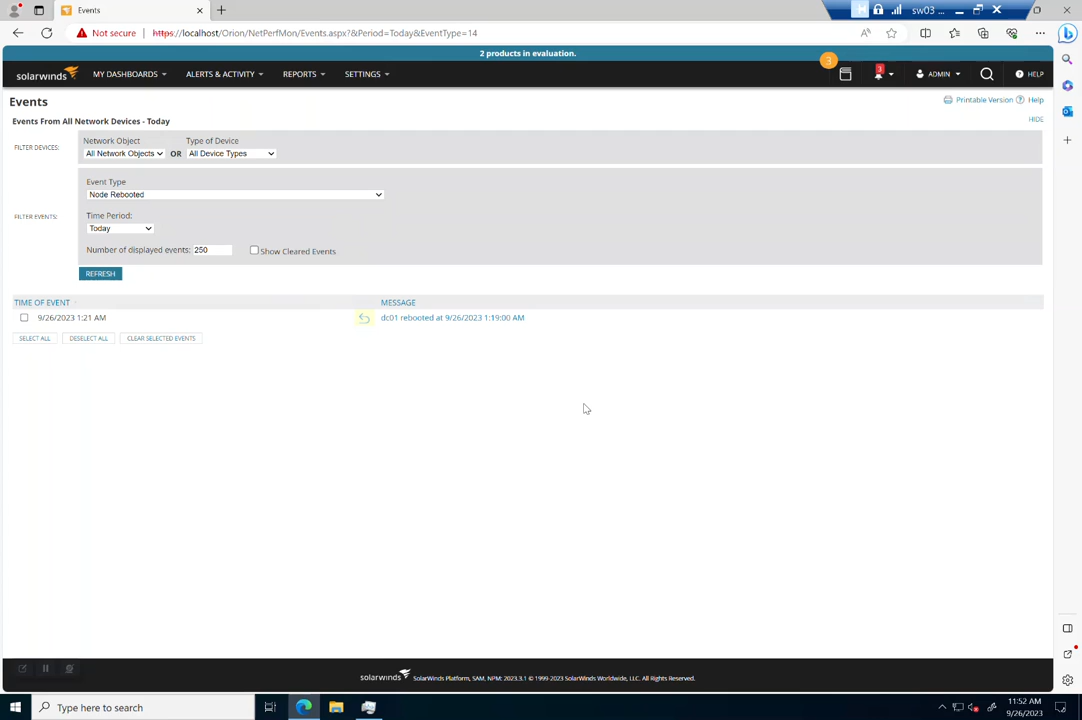 Events
sw03
Not secure https://localhost/Orion/NetPerfMon/Events.aspx?&Period=Today&EventType=14
2 products in evaluation.
solarwinds MY DASHBOARDS ALERTS & ACTIVITY REPORTS SETTINGS 3 3 ADMIN HELP
Events
Printable Version Help
Events From All Network Devices - Today
HIDE
FILTER DEVICES:
Network Object Type of Device
All Network Objects OR All Device Types
Event Type
Node Rebooted
FILTER EVENTS:
Time Period:
Today
Number of displayed events: 250 Show Cleared Events
REFRESH
TIME OF EVENT MESSAGE
9/26/2023 1:21 AM dc01 rebooted at 9/26/2023 1:19:00 AM
SELECT ALL DESELECT ALL CLEAR SELECTED EVENTS
solarwinds SolarWinds Platform, SAM, NPM: 2023.3.1 © 1999-2023 SolarWinds Worldwide, LLC. All Rights Reserved.
Type here to search
11:52 AM
9/26/2023